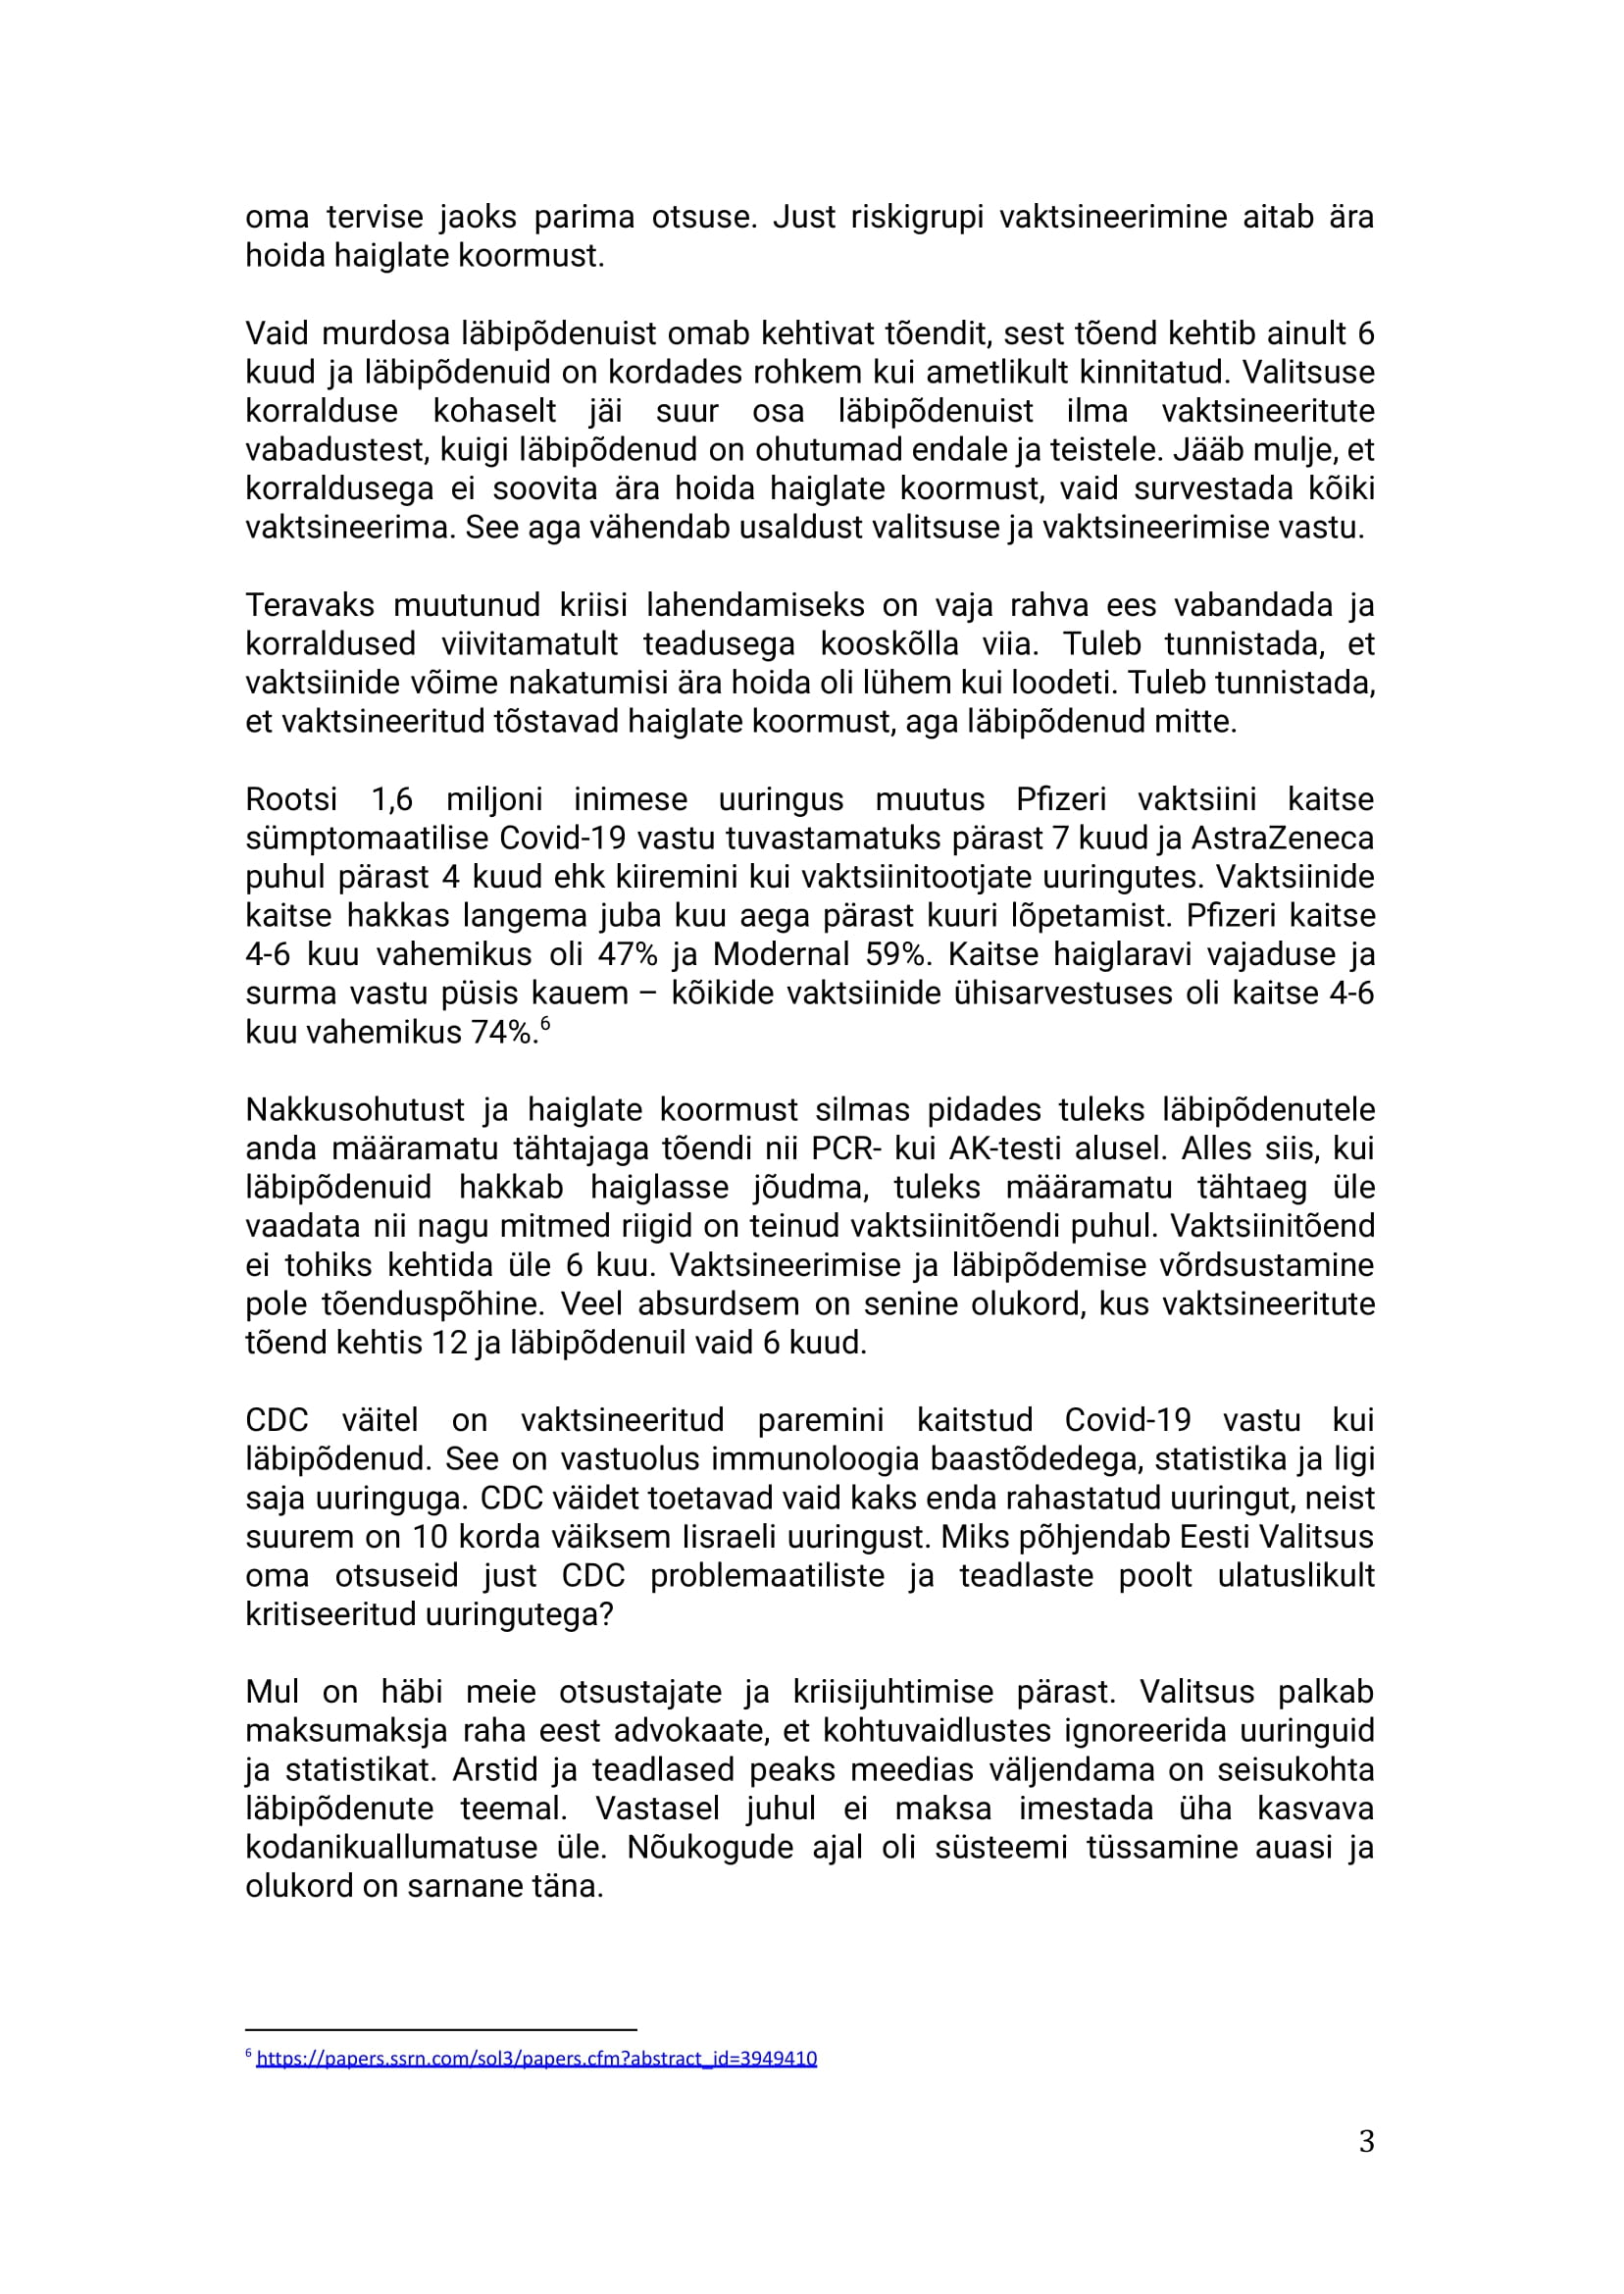 oma tervise jaoks parima otsuse. Just riskigrupi vaktsineerimine aitab ära
hoida haiglate koormust.
Vaid murdosa läbipõdenuist omab kehtivat tõendit, sest tõend kehtib ainult 6
kuud ja läbipõdenuid on kordades rohkem kui ametlikult kinnitatud. Valitsuse
korralduse kohaselt jäi suur osa läbipõdenuist ilma vaktsineeritute
vabadustest, kuigi läbipõdenud on ohutumad endale ja teistele. Jääb mulje, et
korraldusega ei soovita ära hoida haiglate koormust, vaid survestada kõiki
vaktsineerima. See aga vähendab usaldust valitsuse ja vaktsineerimise vastu.
Teravaks muutunud kriisi lahendamiseks on vaja rahva ees vabandada ja
korraldused viivitamatult teadusega kooskõlla viia. Tuleb tunnistada, et
vaktsiinide võime nakatumisi ära hoida oli lühem kui loodeti. Tuleb tunnistada,
et vaktsineeritud tõstavad haiglate koormust, aga läbipõdenud mitte.
Rootsi 1,6 miljoni inimese uuringus muutus Pfizeri vaktsiini kaitse
sümptomaatilise Covid-19 vastu tuvastamatuks pärast 7 kuud ja AstraZeneca
puhul pärast 4 kuud ehk kiiremini kui vaktsiinitootjate uuringutes. Vaktsiinide
kaitse hakkas langema juba kuu aega pärast kuuri lõpetamist. Pfizeri kaitse
4-6 kuu vahemikus oli 47% ja Modernal 59%. Kaitse haiglaravi vajaduse ja
surma vastu püsis kauem – kõikide vaktsiinide ühisarvestuses oli kaitse 4-6
kuu vahemikus 74%.6
Nakkusohutust ja haiglate koormust silmas pidades tuleks läbipõdenutele
anda määramatu tähtajaga tõendi nii PCR- kui AK-testi alusel. Alles siis, kui
läbipõdenuid hakkab haiglasse jõudma, tuleks määramatu tähtaeg üle
vaadata nii nagu mitmed riigid on teinud vaktsiinitõendi puhul. Vaktsiinitõend
ei tohiks kehtida üle 6 kuu. Vaktsineerimise ja läbipõdemise võrdsustamine
pole tõenduspõhine. Veel absurdsem on senine olukord, kus vaktsineeritute
tõend kehtis 12 ja läbipõdenuil vaid 6 kuud.
CDC väitel on vaktsineeritud paremini kaitstud Covid-19 vastu kui
läbipõdenud. See on vastuolus immunoloogia baastõdedega, statistika ja ligi
saja uuringuga. CDC väidet toetavad vaid kaks enda rahastatud uuringut, neist
suurem on 10 korda väiksem Iisraeli uuringust. Miks põhjendab Eesti Valitsus
oma otsuseid just CDC problemaatiliste ja teadlaste poolt ulatuslikult
kritiseeritud uuringutega?
Mul on häbi meie otsustajate ja kriisijuhtimise pärast. Valitsus palkab
maksumaksja raha eest advokaate, et kohtuvaidlustes ignoreerida uuringuid
ja statistikat. Arstid ja teadlased peaks meedias väljendama on seisukohta
läbipõdenute teemal. Vastasel juhul ei maksa imestada üha kasvava
kodanikuallumatuse üle. Nõukogude ajal oli süsteemi tüssamine auasi ja
olukord on sarnane täna.
6 https://papers.ssrn.com/sol3/papers.cfm?abstract_id=3949410
3